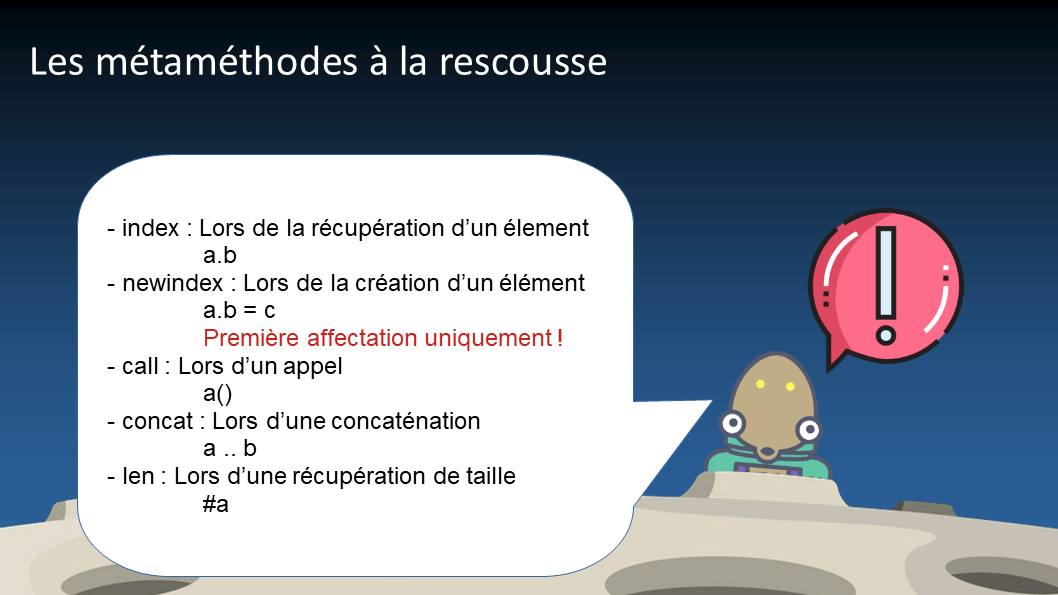 Les métaméthodes à la rescousse
- index : Lors de la récupération d’un élement
a.b
- newindex : Lors de la création d’un élément
a.b = c
Première affectation uniquement !
- call : Lors d’un appel
a()
- concat : Lors d’une concaténation
a .. b
- len : Lors d’une récupération de taille
#a